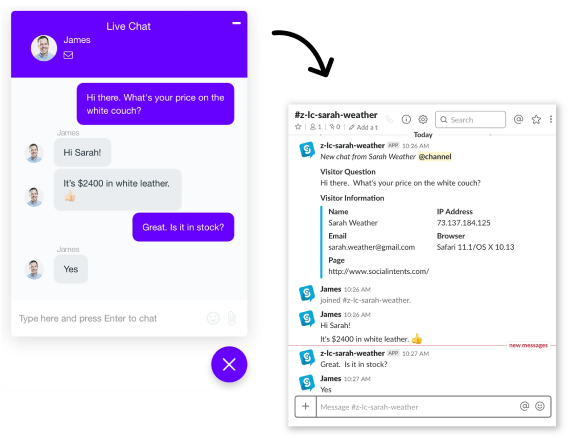 Live Chat
James
Hi there. What's your price on the
white couch?
James
Hi Sarah!
It's $2400 in white leather.
👍
Great. Is it in stock?
James
Yes
Type here and press Enter to chat
#z-lc-sarah-weather
1 | 0 | Add a t
Search
Today
z-lc-sarah-weather APP 10:26 AM
New chat from Sarah Weather @channel
Visitor Question
Hi there. What's your price on the white couch?
Visitor Information
Name IP Address
Sarah Weather 73.137.184.125
Email Browser
sarah.weather@gmail.com Safari 11.1/OS X 10.13
Page
http://www.socialintents.com/
James 10:26 AM
joined #z-lc-sarah-weather.
James 10:26 AM
Hi Sarah!
It's $2400 in white leather. 👍
new messages
z-lc-sarah-weather APP 10:27 AM
Great. Is it in stock?
James 10:27 AM
Yes
Message #z-lc-sarah-weather